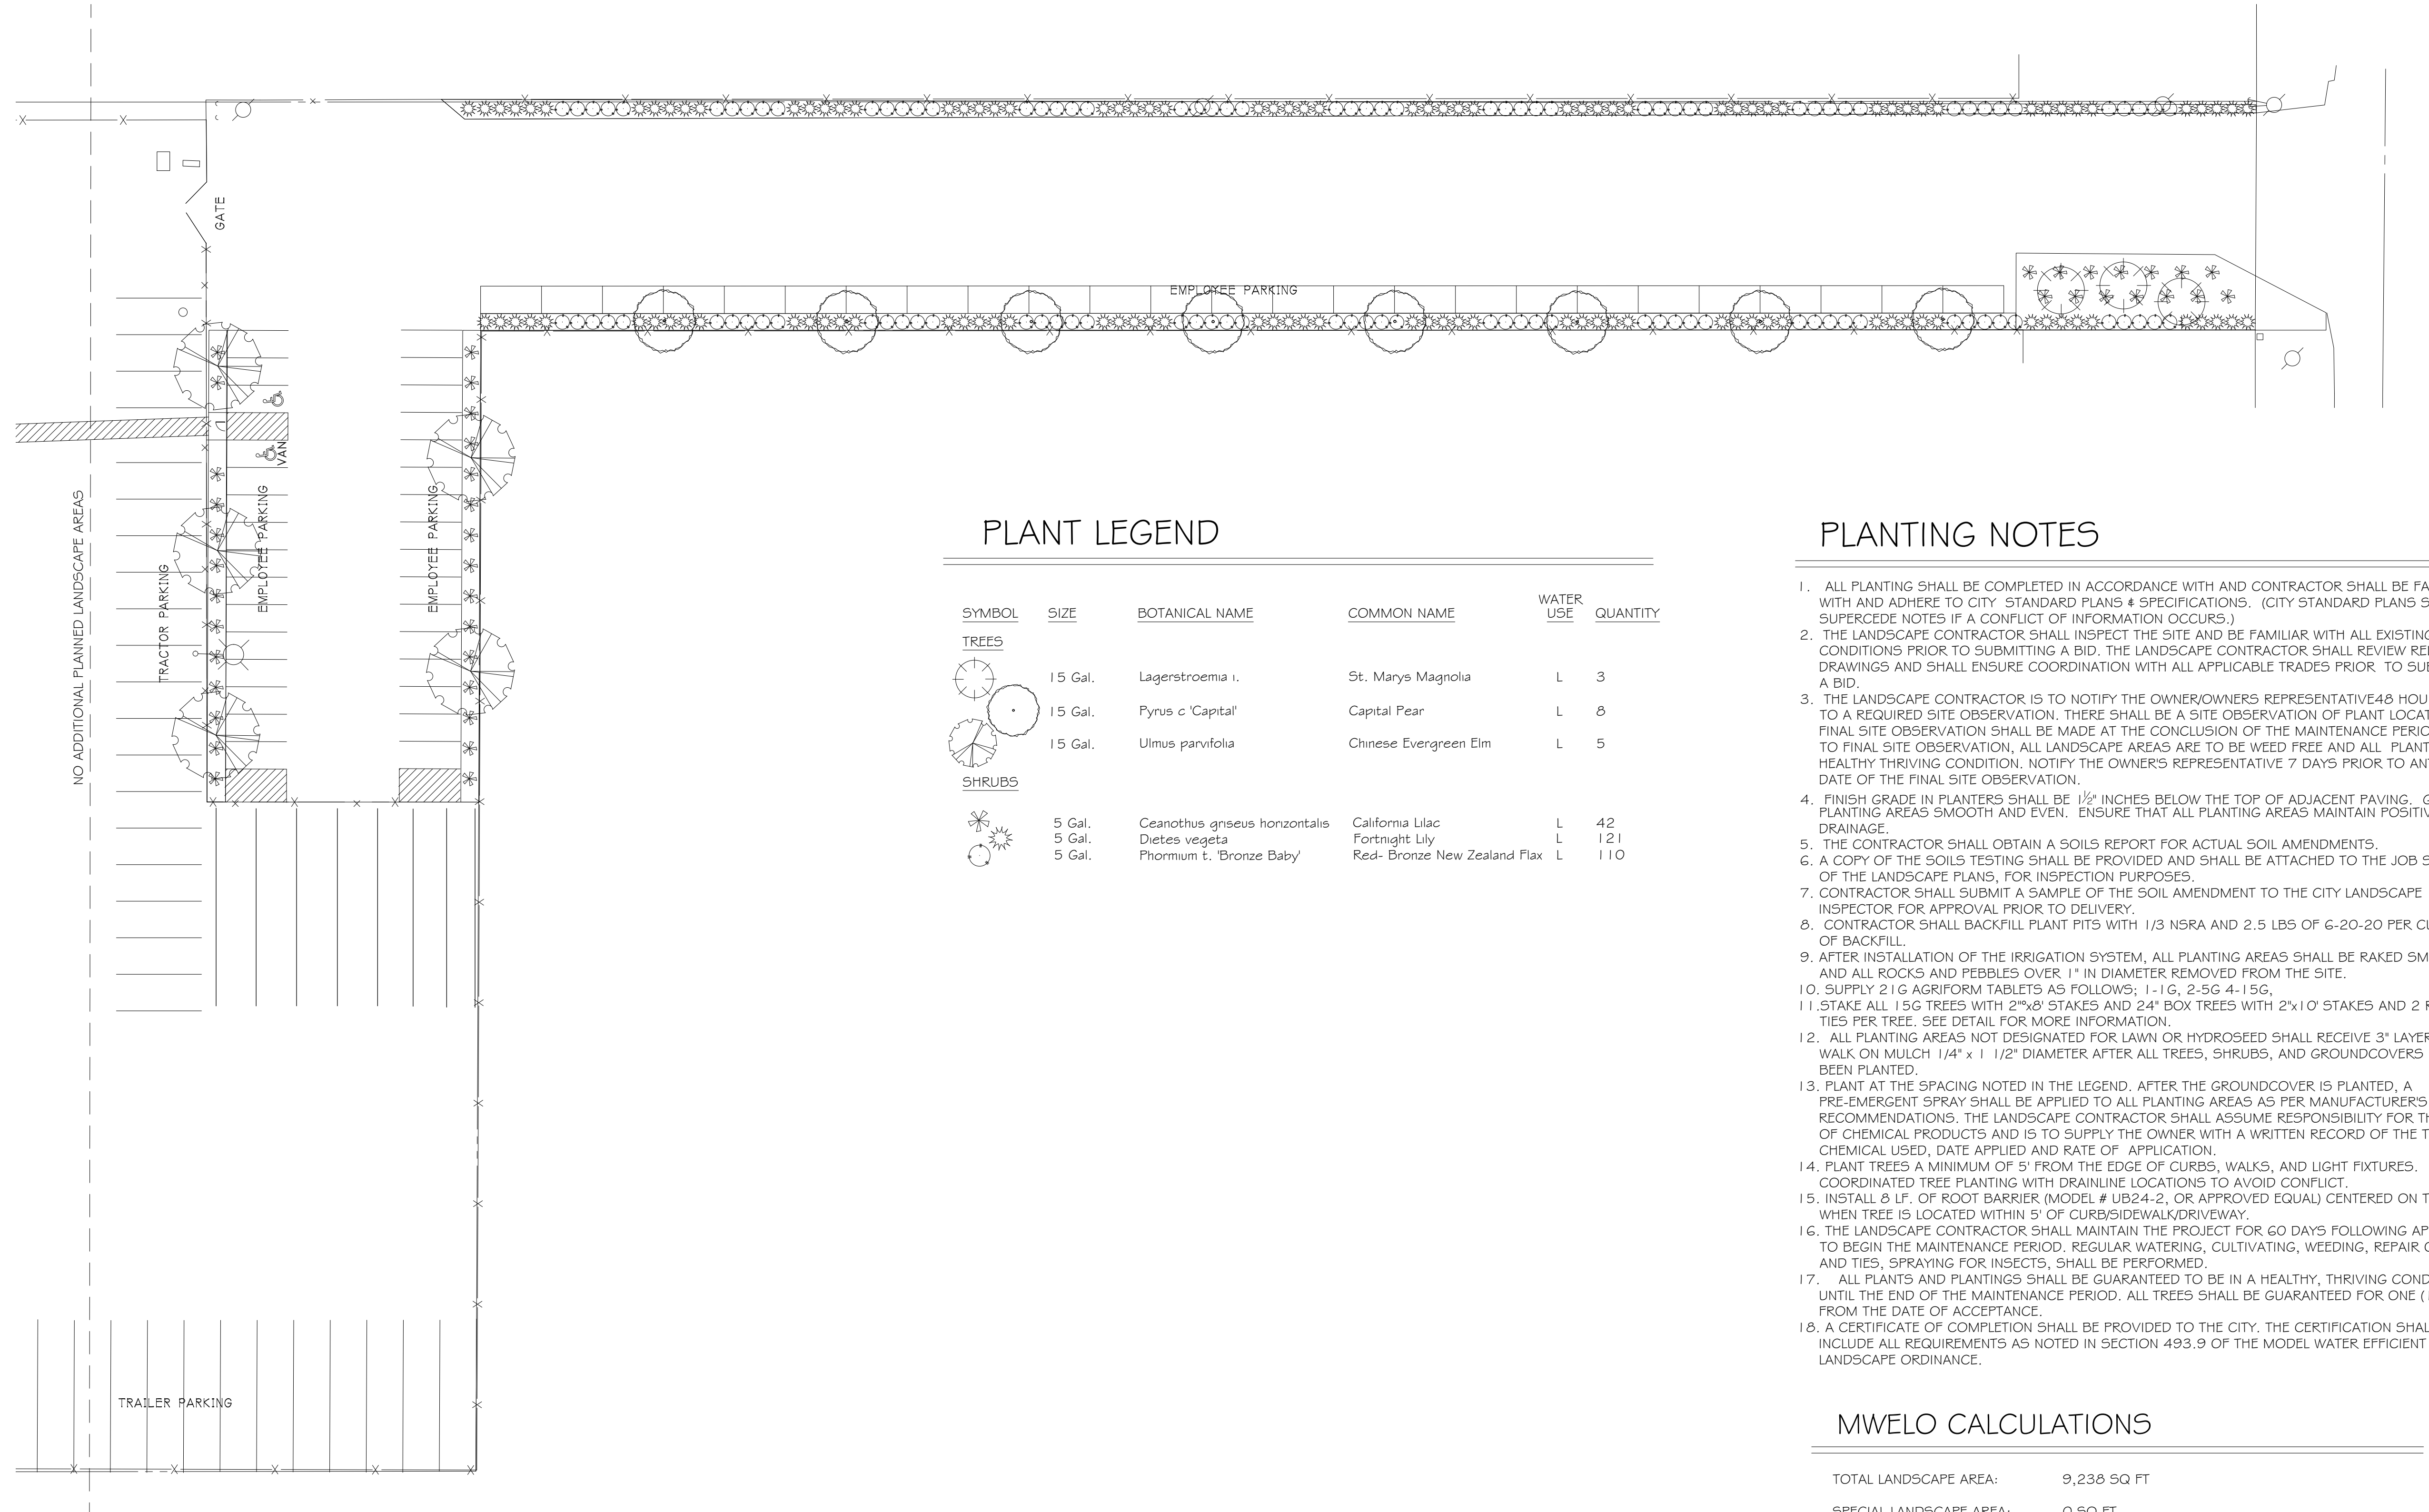 GATE
EMPLOYEE PARKING
VAN
NO ADDITIONAL PLANNED LANDSCAPE AREAS
TRACTOR PARKING
EMPLOYEE PARKING
EMPLOYEE PARKING
TRAILER PARKING
PLANT LEGEND
SYMBOL SIZE BOTANICAL NAME COMMON NAME WATER USE QUANTITY
TREES
15 Gal. Lagerstroemia i. St. Marys Magnolia L 3
15 Gal. Pyrus c 'Capital' Capital Pear L 8
15 Gal. Ulmus parvifolia Chinese Evergreen Elm L 5
SHRUBS
5 Gal. Ceanothus griseus horizontalis California Lilac L 42
5 Gal. Dietes vegeta Fortnight Lily L 121
5 Gal. Phormium t. 'Bronze Baby' Red- Bronze New Zealand Flax L 110
PLANTING NOTES
1. ALL PLANTING SHALL BE COMPLETED IN ACCORDANCE WITH AND CONTRACTOR SHALL BE FA
WITH AND ADHERE TO CITY STANDARD PLANS & SPECIFICATIONS. (CITY STANDARD PLANS S
SUPERCEDE NOTES IF A CONFLICT OF INFORMATION OCCURS.)
2. THE LANDSCAPE CONTRACTOR SHALL INSPECT THE SITE AND BE FAMILIAR WITH ALL EXISTING
CONDITIONS PRIOR TO SUBMITTING A BID. THE LANDSCAPE CONTRACTOR SHALL REVIEW REL
DRAWINGS AND SHALL ENSURE COORDINATION WITH ALL APPLICABLE TRADES PRIOR TO SUB
A BID.
3. THE LANDSCAPE CONTRACTOR IS TO NOTIFY THE OWNER/OWNERS REPRESENTATIVE48 HOU
TO A REQUIRED SITE OBSERVATION. THERE SHALL BE A SITE OBSERVATION OF PLANT LOCAT
FINAL SITE OBSERVATION SHALL BE MADE AT THE CONCLUSION OF THE MAINTENANCE PERIO
TO FINAL SITE OBSERVATION, ALL LANDSCAPE AREAS ARE TO BE WEED FREE AND ALL PLANT
HEALTHY THRIVING CONDITION. NOTIFY THE OWNER'S REPRESENTATIVE 7 DAYS PRIOR TO ANT
DATE OF THE FINAL SITE OBSERVATION.
4. FINISH GRADE IN PLANTERS SHALL BE 1½" INCHES BELOW THE TOP OF ADJACENT PAVING. G
PLANTING AREAS SMOOTH AND EVEN. ENSURE THAT ALL PLANTING AREAS MAINTAIN POSITIV
DRAINAGE.
5. THE CONTRACTOR SHALL OBTAIN A SOILS REPORT FOR ACTUAL SOIL AMENDMENTS.
6. A COPY OF THE SOILS TESTING SHALL BE PROVIDED AND SHALL BE ATTACHED TO THE JOB S
OF THE LANDSCAPE PLANS, FOR INSPECTION PURPOSES.
7. CONTRACTOR SHALL SUBMIT A SAMPLE OF THE SOIL AMENDMENT TO THE CITY LANDSCAPE
INSPECTOR FOR APPROVAL PRIOR TO DELIVERY.
8. CONTRACTOR SHALL BACKFILL PLANT PITS WITH 1/3 NSRA AND 2.5 LBS OF 6-20-20 PER CU
OF BACKFILL.
9. AFTER INSTALLATION OF THE IRRIGATION SYSTEM, ALL PLANTING AREAS SHALL BE RAKED SM
AND ALL ROCKS AND PEBBLES OVER 1" IN DIAMETER REMOVED FROM THE SITE.
10. SUPPLY 21G AGRIFORM TABLETS AS FOLLOWS; 1-1G, 2-5G 4-15G,
11.STAKE ALL 15G TREES WITH 2"ºx8' STAKES AND 24" BOX TREES WITH 2"x10' STAKES AND 2 R
TIES PER TREE. SEE DETAIL FOR MORE INFORMATION.
12. ALL PLANTING AREAS NOT DESIGNATED FOR LAWN OR HYDROSEED SHALL RECEIVE 3" LAYER
WALK ON MULCH 1/4" x 1 1/2" DIAMETER AFTER ALL TREES, SHRUBS, AND GROUNDCOVERS
BEEN PLANTED.
13. PLANT AT THE SPACING NOTED IN THE LEGEND. AFTER THE GROUNDCOVER IS PLANTED, A
PRE-EMERGENT SPRAY SHALL BE APPLIED TO ALL PLANTING AREAS AS PER MANUFACTURER'S
RECOMMENDATIONS. THE LANDSCAPE CONTRACTOR SHALL ASSUME RESPONSIBILITY FOR TH
OF CHEMICAL PRODUCTS AND IS TO SUPPLY THE OWNER WITH A WRITTEN RECORD OF THE T
CHEMICAL USED, DATE APPLIED AND RATE OF APPLICATION.
14. PLANT TREES A MINIMUM OF 5' FROM THE EDGE OF CURBS, WALKS, AND LIGHT FIXTURES.
COORDINATED TREE PLANTING WITH DRAINLINE LOCATIONS TO AVOID CONFLICT.
15. INSTALL 8 LF. OF ROOT BARRIER (MODEL # UB24-2, OR APPROVED EQUAL) CENTERED ON T
WHEN TREE IS LOCATED WITHIN 5' OF CURB/SIDEWALK/DRIVEWAY.
16. THE LANDSCAPE CONTRACTOR SHALL MAINTAIN THE PROJECT FOR 60 DAYS FOLLOWING AP
TO BEGIN THE MAINTENANCE PERIOD. REGULAR WATERING, CULTIVATING, WEEDING, REPAIR O
AND TIES, SPRAYING FOR INSECTS, SHALL BE PERFORMED.
17. ALL PLANTS AND PLANTINGS SHALL BE GUARANTEED TO BE IN A HEALTHY, THRIVING COND
UNTIL THE END OF THE MAINTENANCE PERIOD. ALL TREES SHALL BE GUARANTEED FOR ONE (
FROM THE DATE OF ACCEPTANCE.
18. A CERTIFICATE OF COMPLETION SHALL BE PROVIDED TO THE CITY. THE CERTIFICATION SHAL
INCLUDE ALL REQUIREMENTS AS NOTED IN SECTION 493.9 OF THE MODEL WATER EFFICIENT
LANDSCAPE ORDINANCE.
MWELO CALCULATIONS
TOTAL LANDSCAPE AREA: 9,238 SQ FT
SPECIAL LANDSCAPE AREA: 0 SQ FT